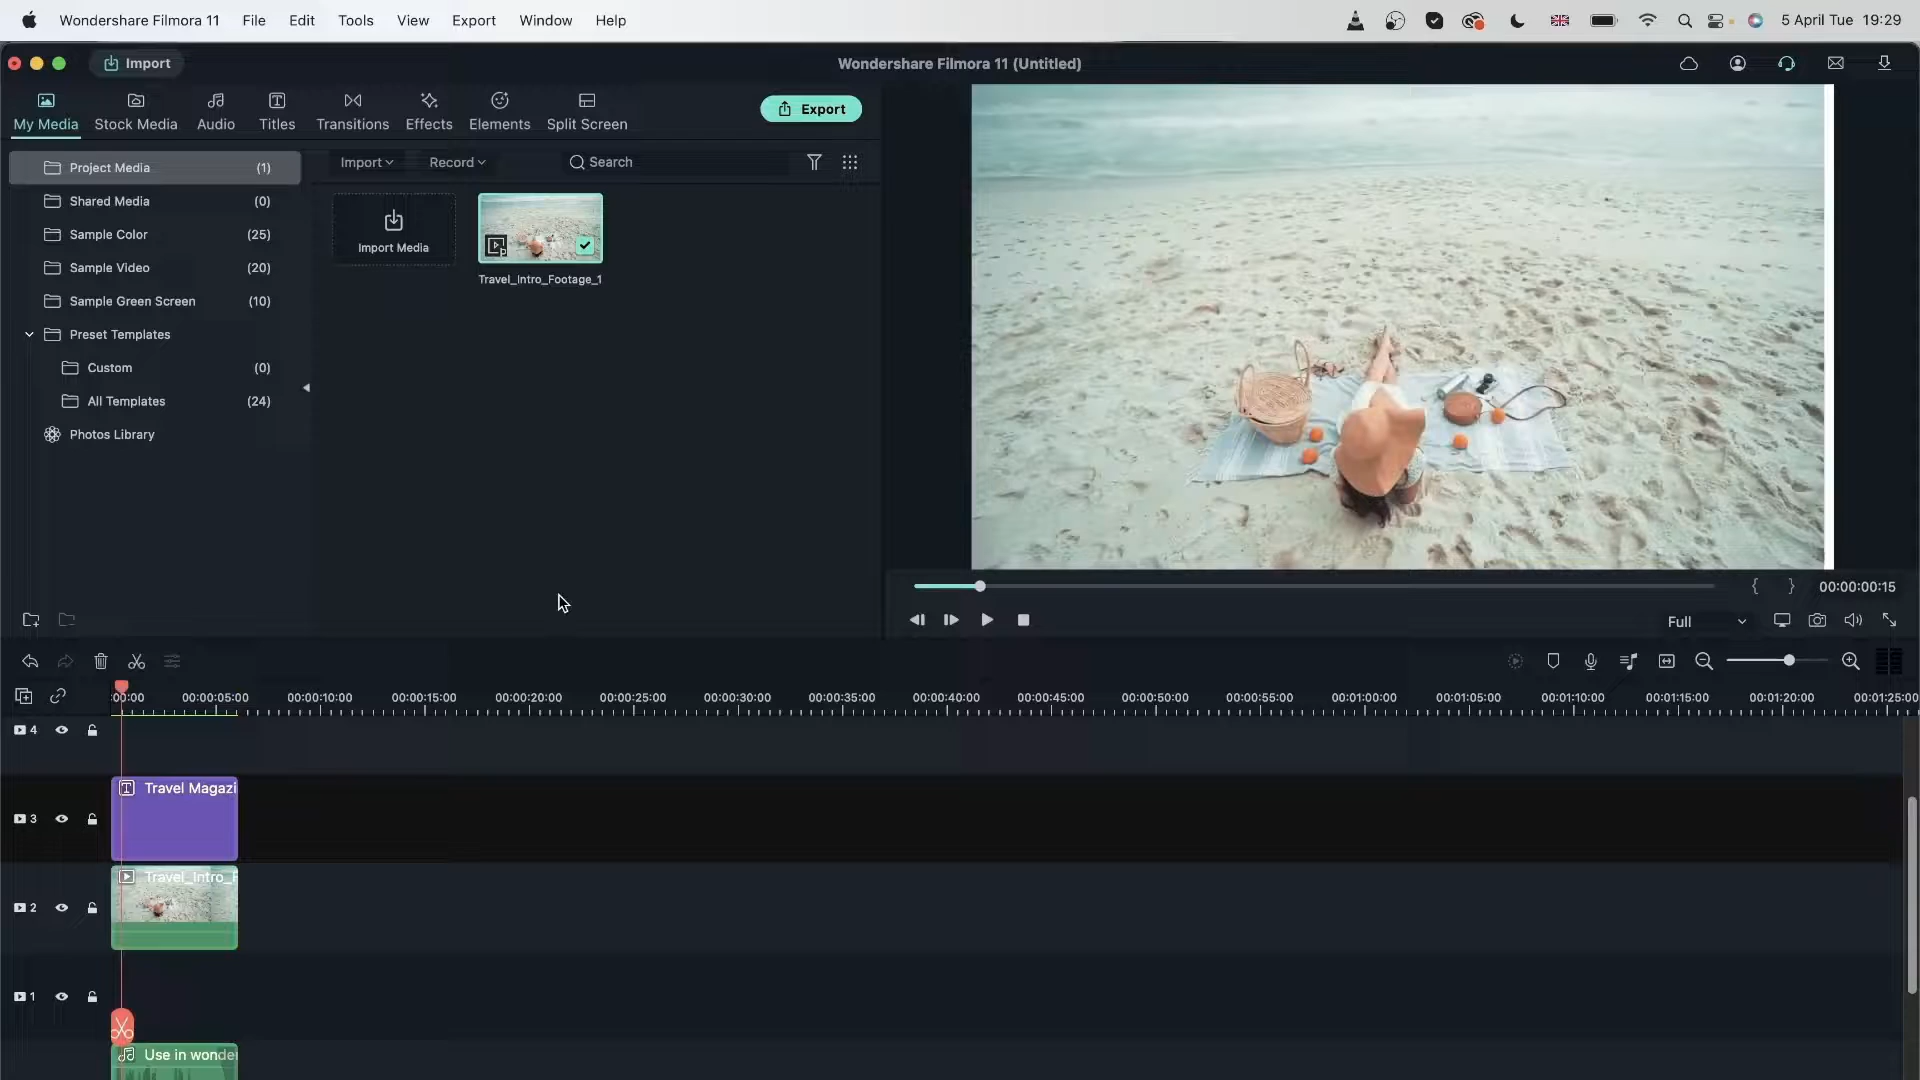 Wondershare Filmora 11 File Edit Tools View Export Window Help 5 April Tue 19:29
Import Wondershare Filmora 11 (Untitled)
My Media Stock Media Audio Titles Transitions Effects Elements Split Screen Export
Project Media (1) Import Record Search
Shared Media (0)
Sample Color (25) Import Media
Sample Video (20) Travel_Intro_Footage_1
Sample Green Screen (10)
Preset Templates
Custom (0)
All Templates (24)
Photos Library
00:00:00:15
Full
:00:00 00:00:05:00 00:00:10:00 00:00:15:00 00:00:20:00 00:00:25:00 00:00:30:00 00:00:35:00 00:00:40:00 00:00:45:00 00:00:50:00 00:00:55:00 00:01:00:00 00:01:05:00 00:01:10:00 00:01:15:00 00:01:20:00 00:01:25:00
4
Travel Magazi
3
Travel_Intro_F
2
1
Use in wonder